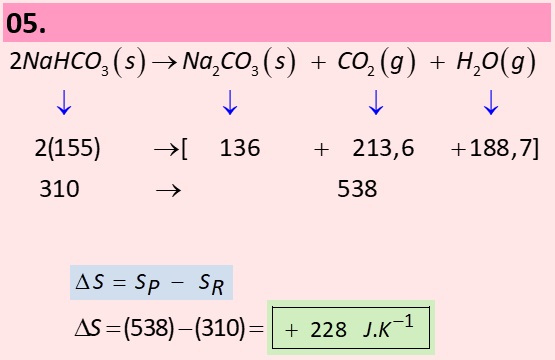 05.
2NaHCO₃(s) → Na₂CO₃(s) + CO₂(g) + H₂O(g)
↓ ↓ ↓ ↓
2(155) →[ 136 + 213,6 +188,7]
310 → 538
ΔS = S_P − S_R
ΔS=(538)−(310)= + 228 J.K⁻¹